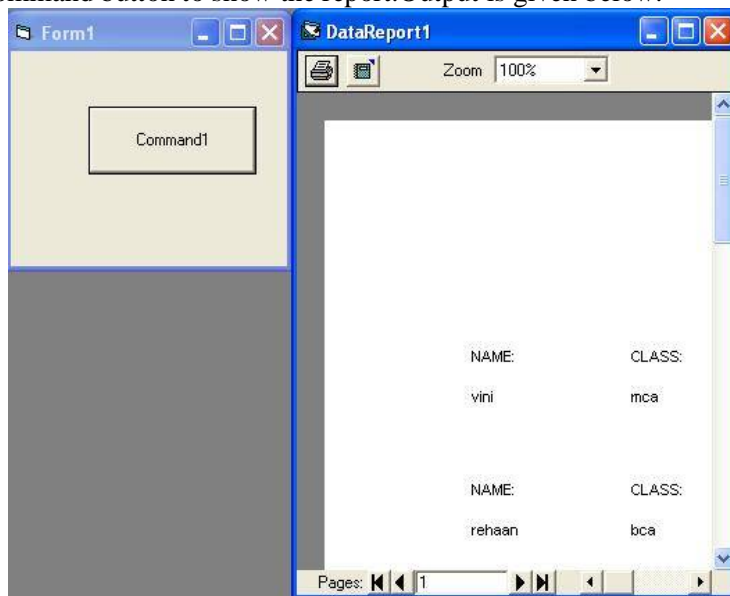 command button to show the report. Output is given below:
Form1
Command1
DataReport1
Zoom 100%
NAME: CLASS:
vini mca
NAME: CLASS:
rehaan bca
Pages: 1